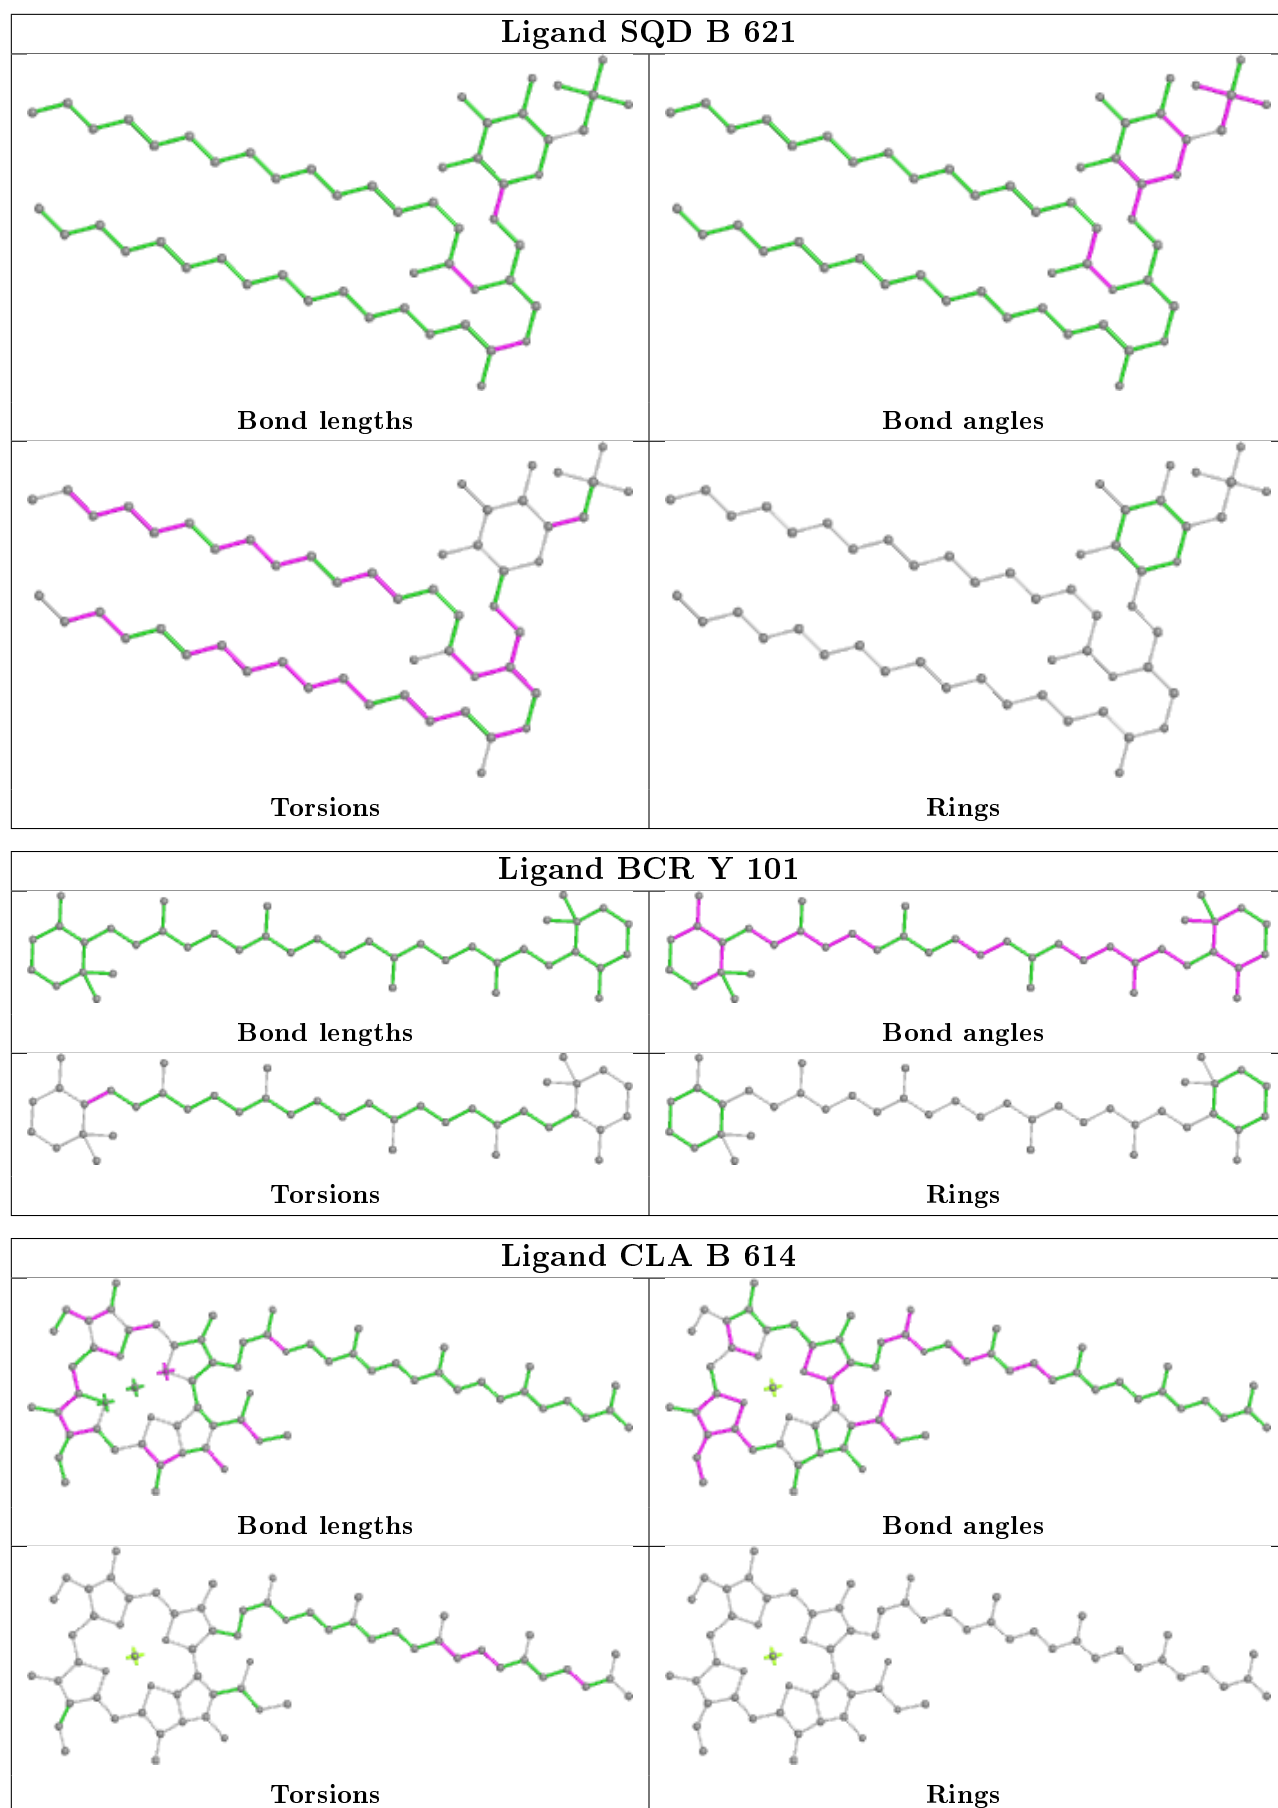 Ligand SQD B 621
Bond lengths
Bond angles
Torsions
Rings
Ligand BCR Y 101
Bond lengths
Bond angles
Torsions
Rings
Ligand CLA B 614
Bond lengths
Bond angles
Torsions
Rings